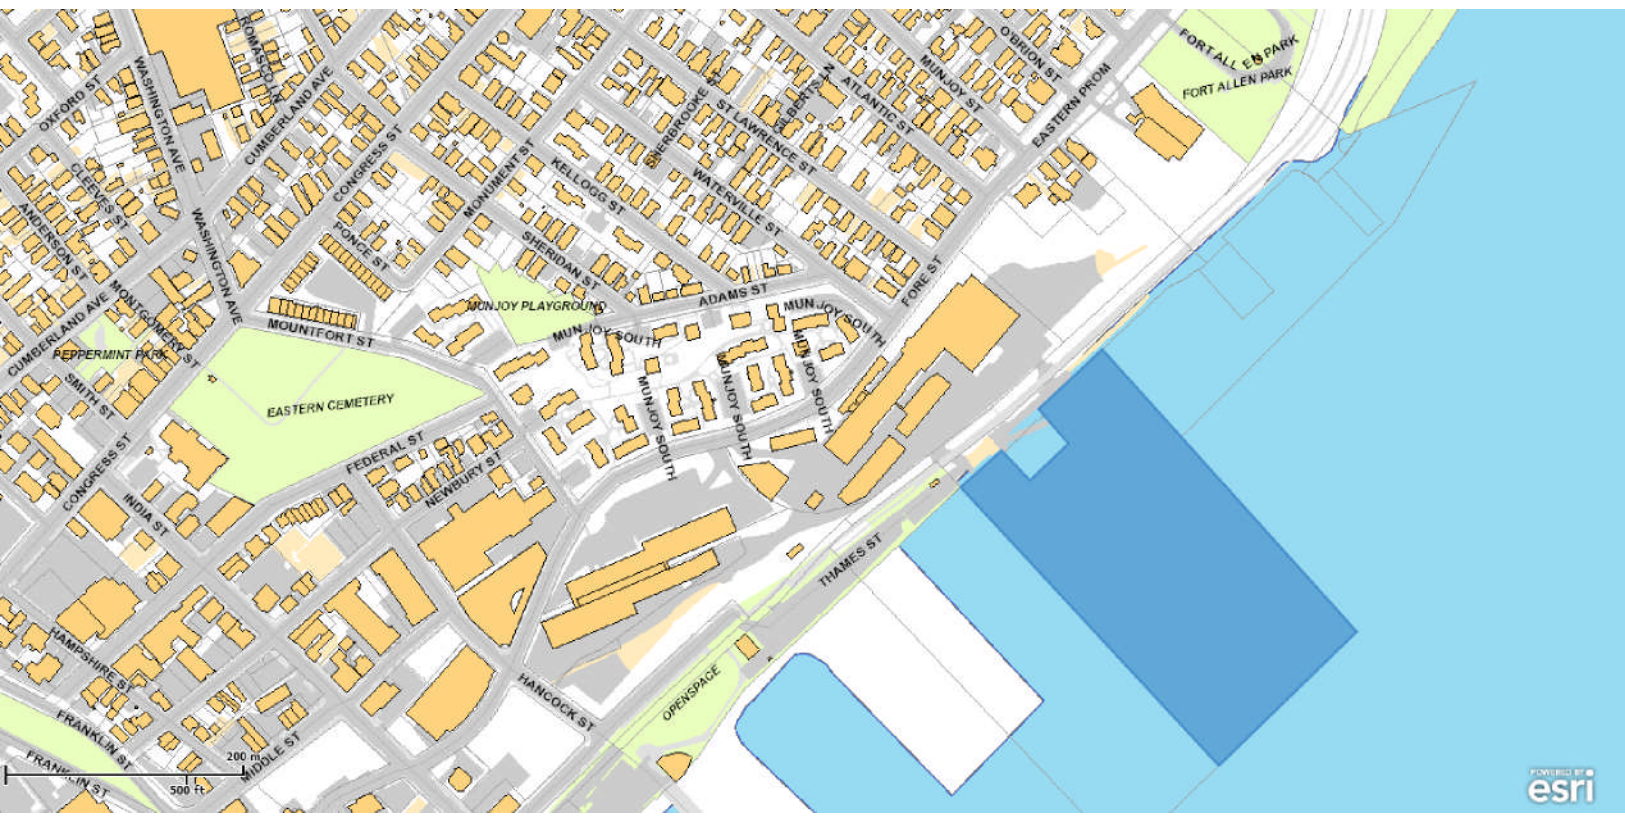 ROMASCO LN
OXFORD ST
WASHINGTON AVE
CUMBERLAND AVE
CONGRESS ST
MONUMENT ST
SHERBROOKE ST
ST LAWRENCE ST
ATLANTIC ST
MUNJOY ST
O'BRION ST
EASTERN PROM
FORT ALLEN PARK
FORT ALLEN PARK
CLEEVES ST
ANDERSON ST
WASHINGTON AVE
PONCE ST
KELLOGG ST
WATERVILLE ST
SHERIDAN ST
FORE ST
ADAMS ST
MUNJOY PLAYGROUND
MUNJOY SOUTH
MUNJOY SOUTH
MOUNTFORT ST
CUMBERLAND AVE
MONTGOMERY ST
PEPPERMINT PARK
SMITH ST
EASTERN CEMETERY
MUNJOY SOUTH
MUNJOY SOUTH
MUNJOY SOUTH
FEDERAL ST
NEWBURY ST
CONGRESS ST
INDIA ST
THAMES ST
HAMPSHIRE ST
HANCOCK ST
OPENSPACE
FRANKLIN ST
FRANKLIN ST
MIDDLE ST
200 m
500 ft
POWERED BY
esri